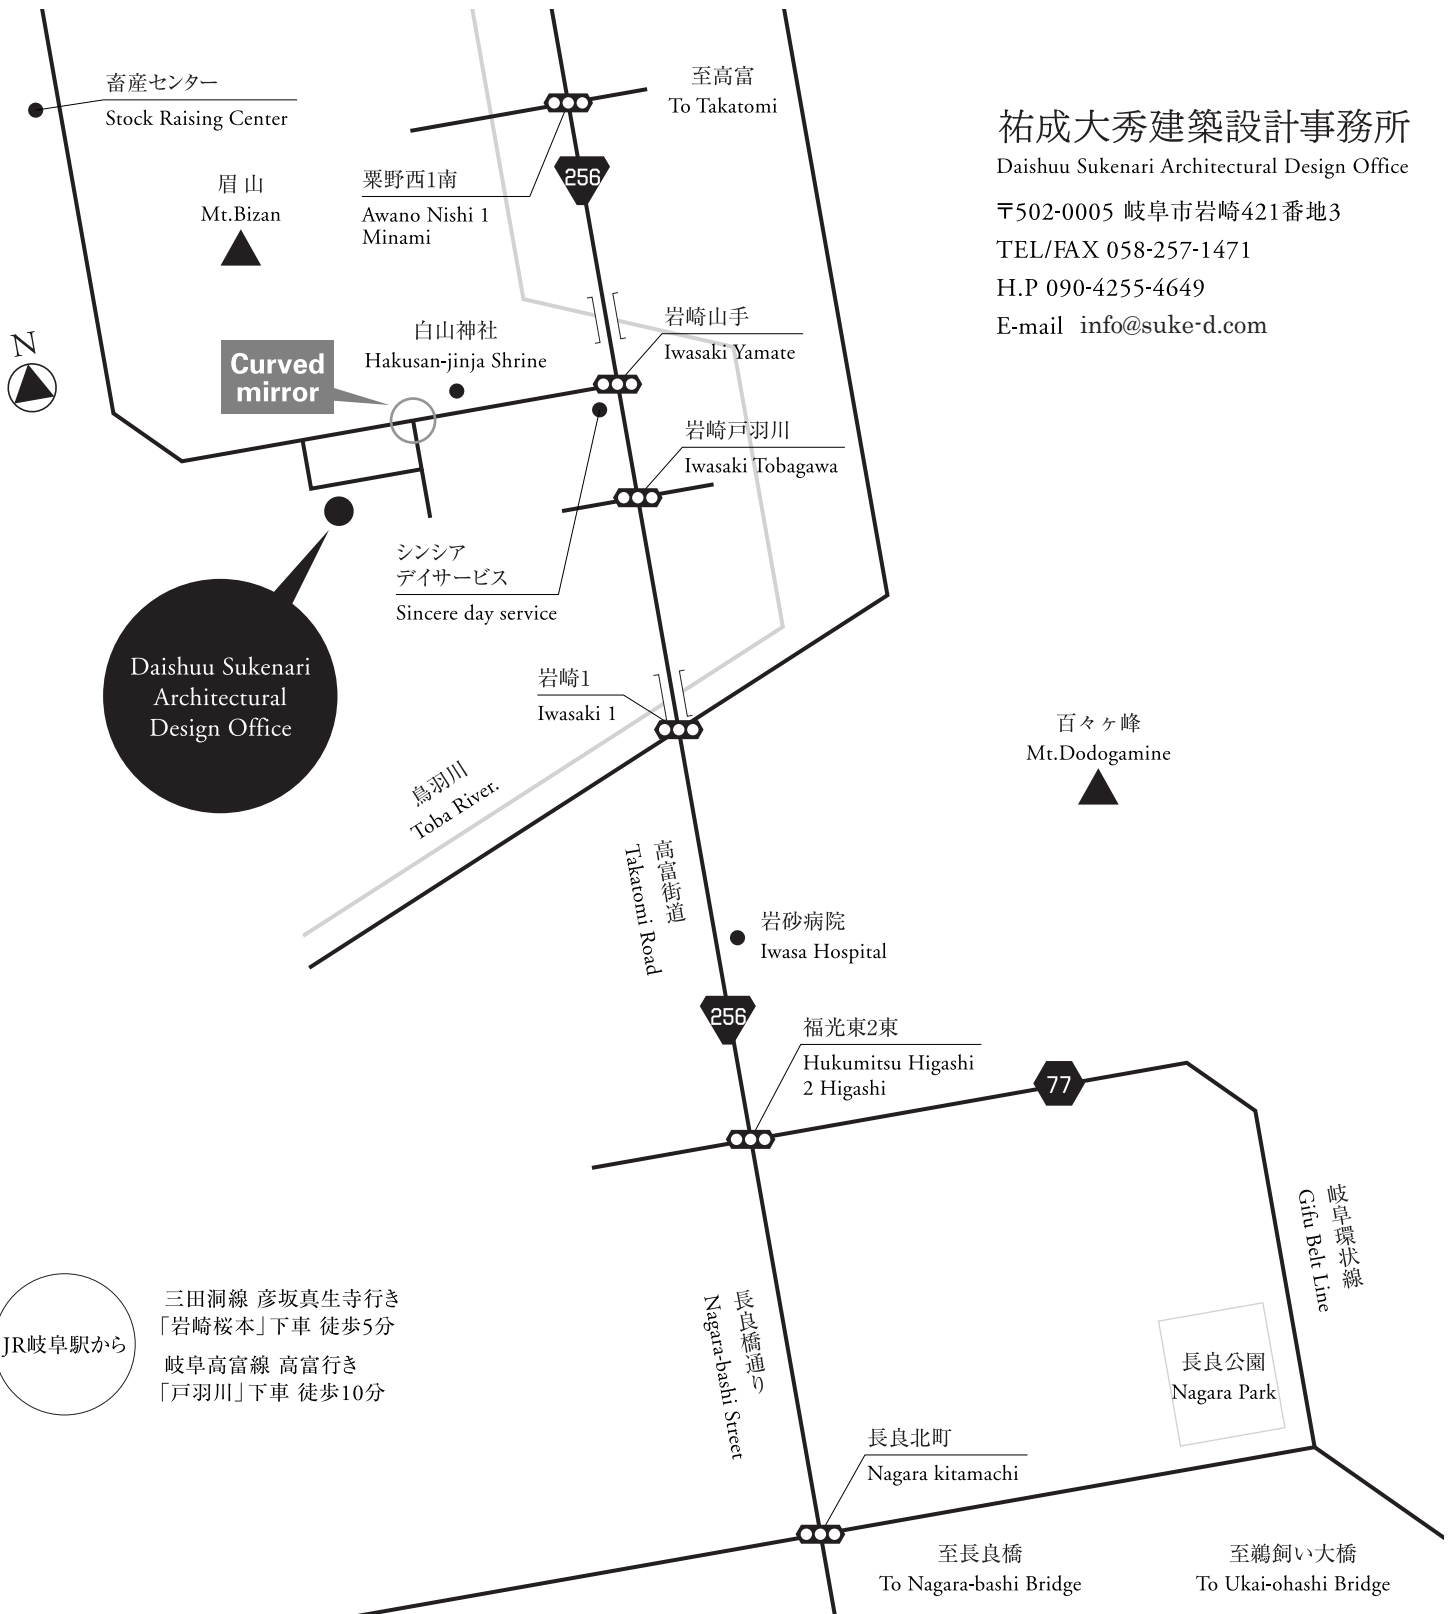 畜産センター
Stock Raising Center
至高富
To Takatomi
祐成大秀建築設計事務所
Daishuu Sukenari Architectural Design Office
〒502-0005 岐阜市岩崎421番地3
TEL/FAX 058-257-1471
H.P 090-4255-4649
E-mail info@suke-d.com
眉山
Mt.Bizan
粟野西1南
Awano Nishi 1
Minami
256
N
Curved
mirror
白山神社
Hakusan-jinja Shrine
岩崎山手
Iwasaki Yamate
岩崎戸羽川
Iwasaki Tobagawa
シンシア
デイサービス
Sincere day service
Daishuu Sukenari
Architectural
Design Office
岩崎1
Iwasaki 1
百々ヶ峰
Mt.Dodogamine
鳥羽川
Toba River.
高富街道
Takatomi Road
岩砂病院
Iwasa Hospital
256
福光東2東
Hukumitsu Higashi
2 Higashi
77
岐阜環状線
Gifu Belt Line
JR岐阜駅から
三田洞線 彦坂真生寺行き
「岩崎桜本」下車 徒歩5分
岐阜高富線 高富行き
「戸羽川」下車 徒歩10分
長良橋通り
Nagara-bashi Street
長良公園
Nagara Park
長良北町
Nagara kitamachi
至長良橋
To Nagara-bashi Bridge
至鵜飼い大橋
To Ukai-ohashi Bridge